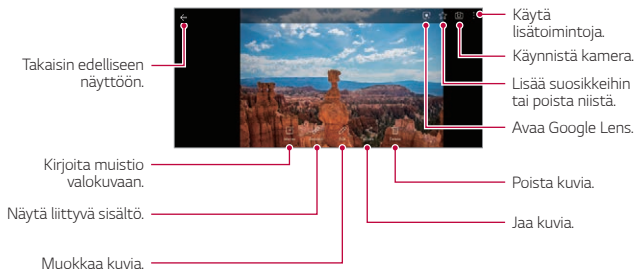 Käytä
lisätoimintoja.
Käynnistä kamera.
Takaisin edelliseen
näyttöön.
Lisää suosikkeihin
tai poista niistä.
Avaa Google Lens.
Kirjoita muistio
valokuvaan.
Poista kuvia.
Näytä liittyvä sisältö.
Jaa kuvia.
Muokkaa kuvia.